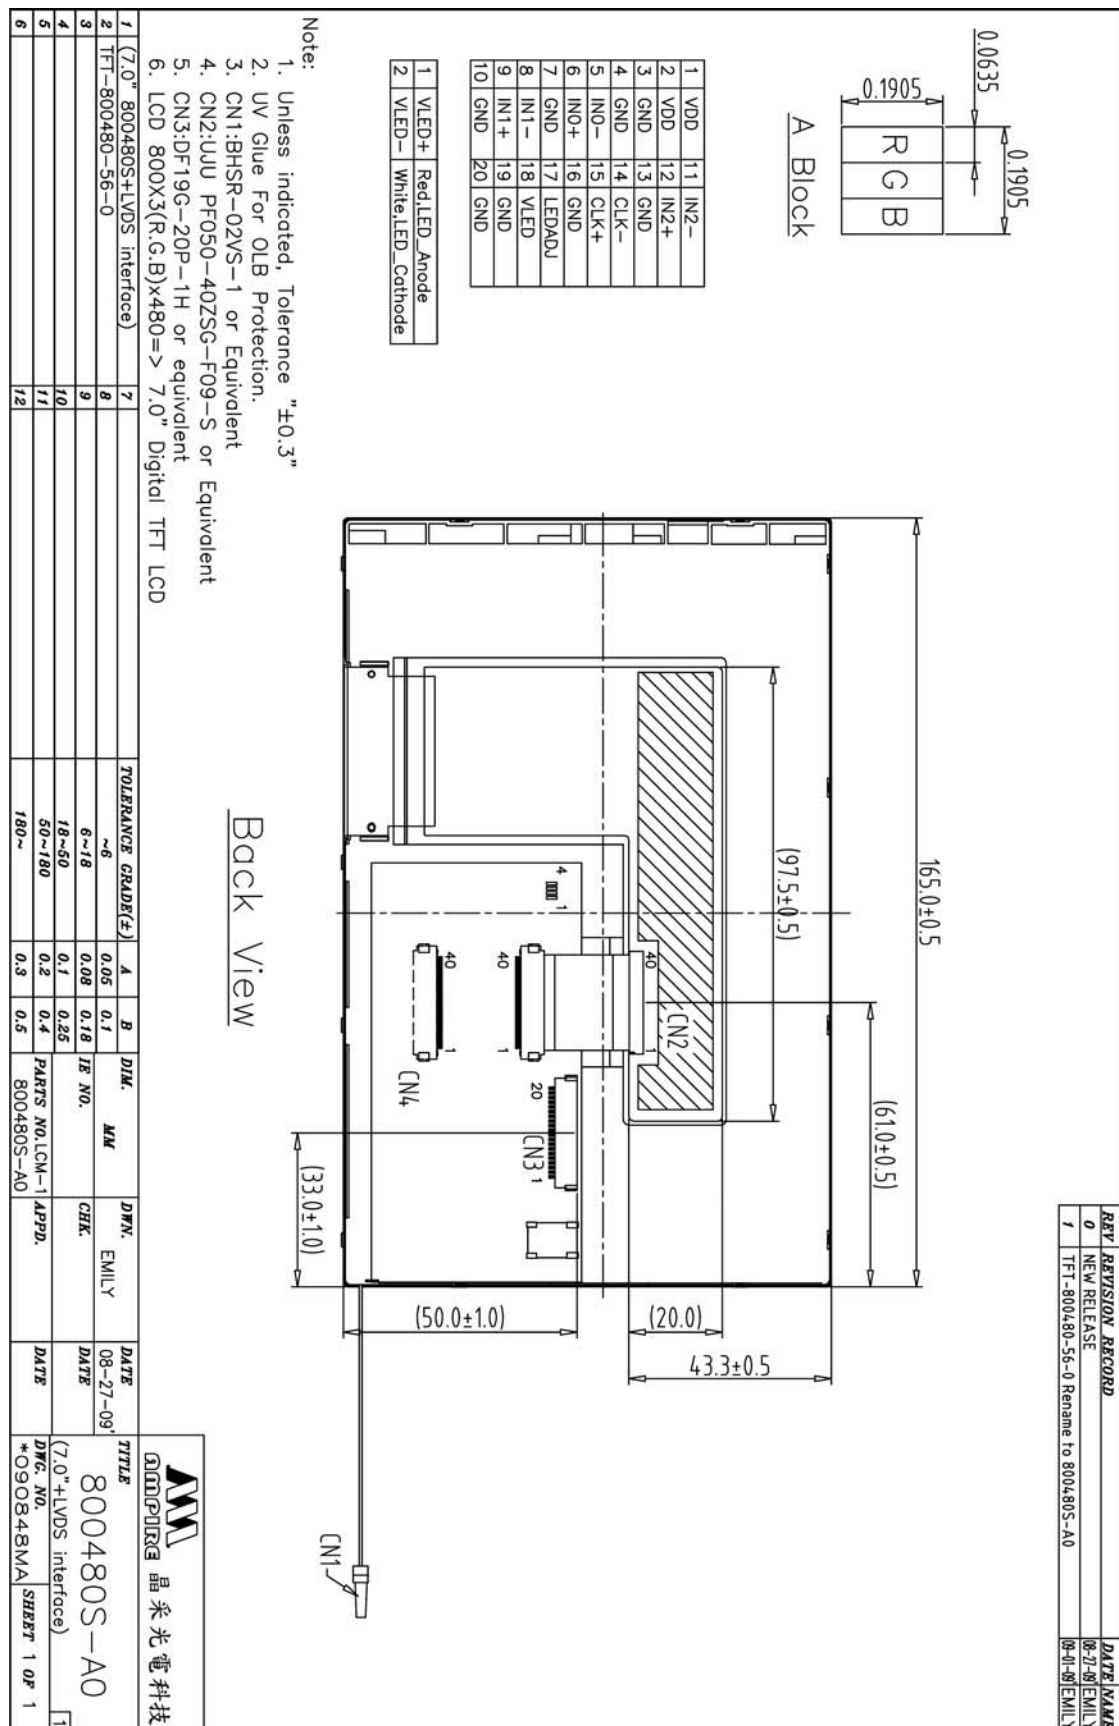 REV REVISION RECORD DATE NAME
0 NEW RELEASE 08-27-09' EMILY
1 TFT-800480-56-0 Rename to 800480S-A0 09-01-09' EMILY
0.0635
0.1905
0.1905
R G B
A Block
1 VDD 11 IN2-
2 VDD 12 IN2+
3 GND 13 GND
4 GND 14 CLK-
5 IN0- 15 CLK+
6 IN0+ 16 GND
7 GND 17 LEDADJ
8 IN1- 18 VLED
9 IN1+ 19 GND
10 GND 20 GND
1 VLED+ Red,LED_Anode
2 VLED- White,LED_Cathode
165.0±0.5
(61.0±0.5)
(97.5±0.5)
43.3±0.5
(20.0)
(50.0±1.0)
(33.0±1.0)
CN2
40 1
4 1
40 1
40 1
CN4
20 1
CN3
CN1
Back View
Note:
1. Unless indicated, Tolerance "±0.3"
2. UV Glue For OLB Protection.
3. CN1:BHSR-02VS-1 or Equivalent
4. CN2:UJU PF050-40ZSG-F09-S or Equivalent
5. CN3:DF19G-20P-1H or equivalent
6. LCD 800X3(R.G.B)x480=> 7.0" Digital TFT LCD
1 (7.0" 800480S+LVDS interface) 7
2 TFT-800480-56-0 8
3 9
4 10
5 11
6 12
TOLERANCE GRADE(±) A B
~6 0.05 0.1
6~18 0.08 0.18
18~50 0.1 0.25
50~180 0.2 0.4
180~ 0.3 0.5
DIM. MM
IE NO.
PARTS NO.LCM-1
800480S-A0
DWN. EMILY
CHK.
APPD.
DATE 08-27-09'
DATE
DATE
AMPIRE 晶采光電科技
TITLE
800480S-A0
(7.0"+LVDS interface)
1
DWG. NO.
*090848MA
SHEET 1 OF 1